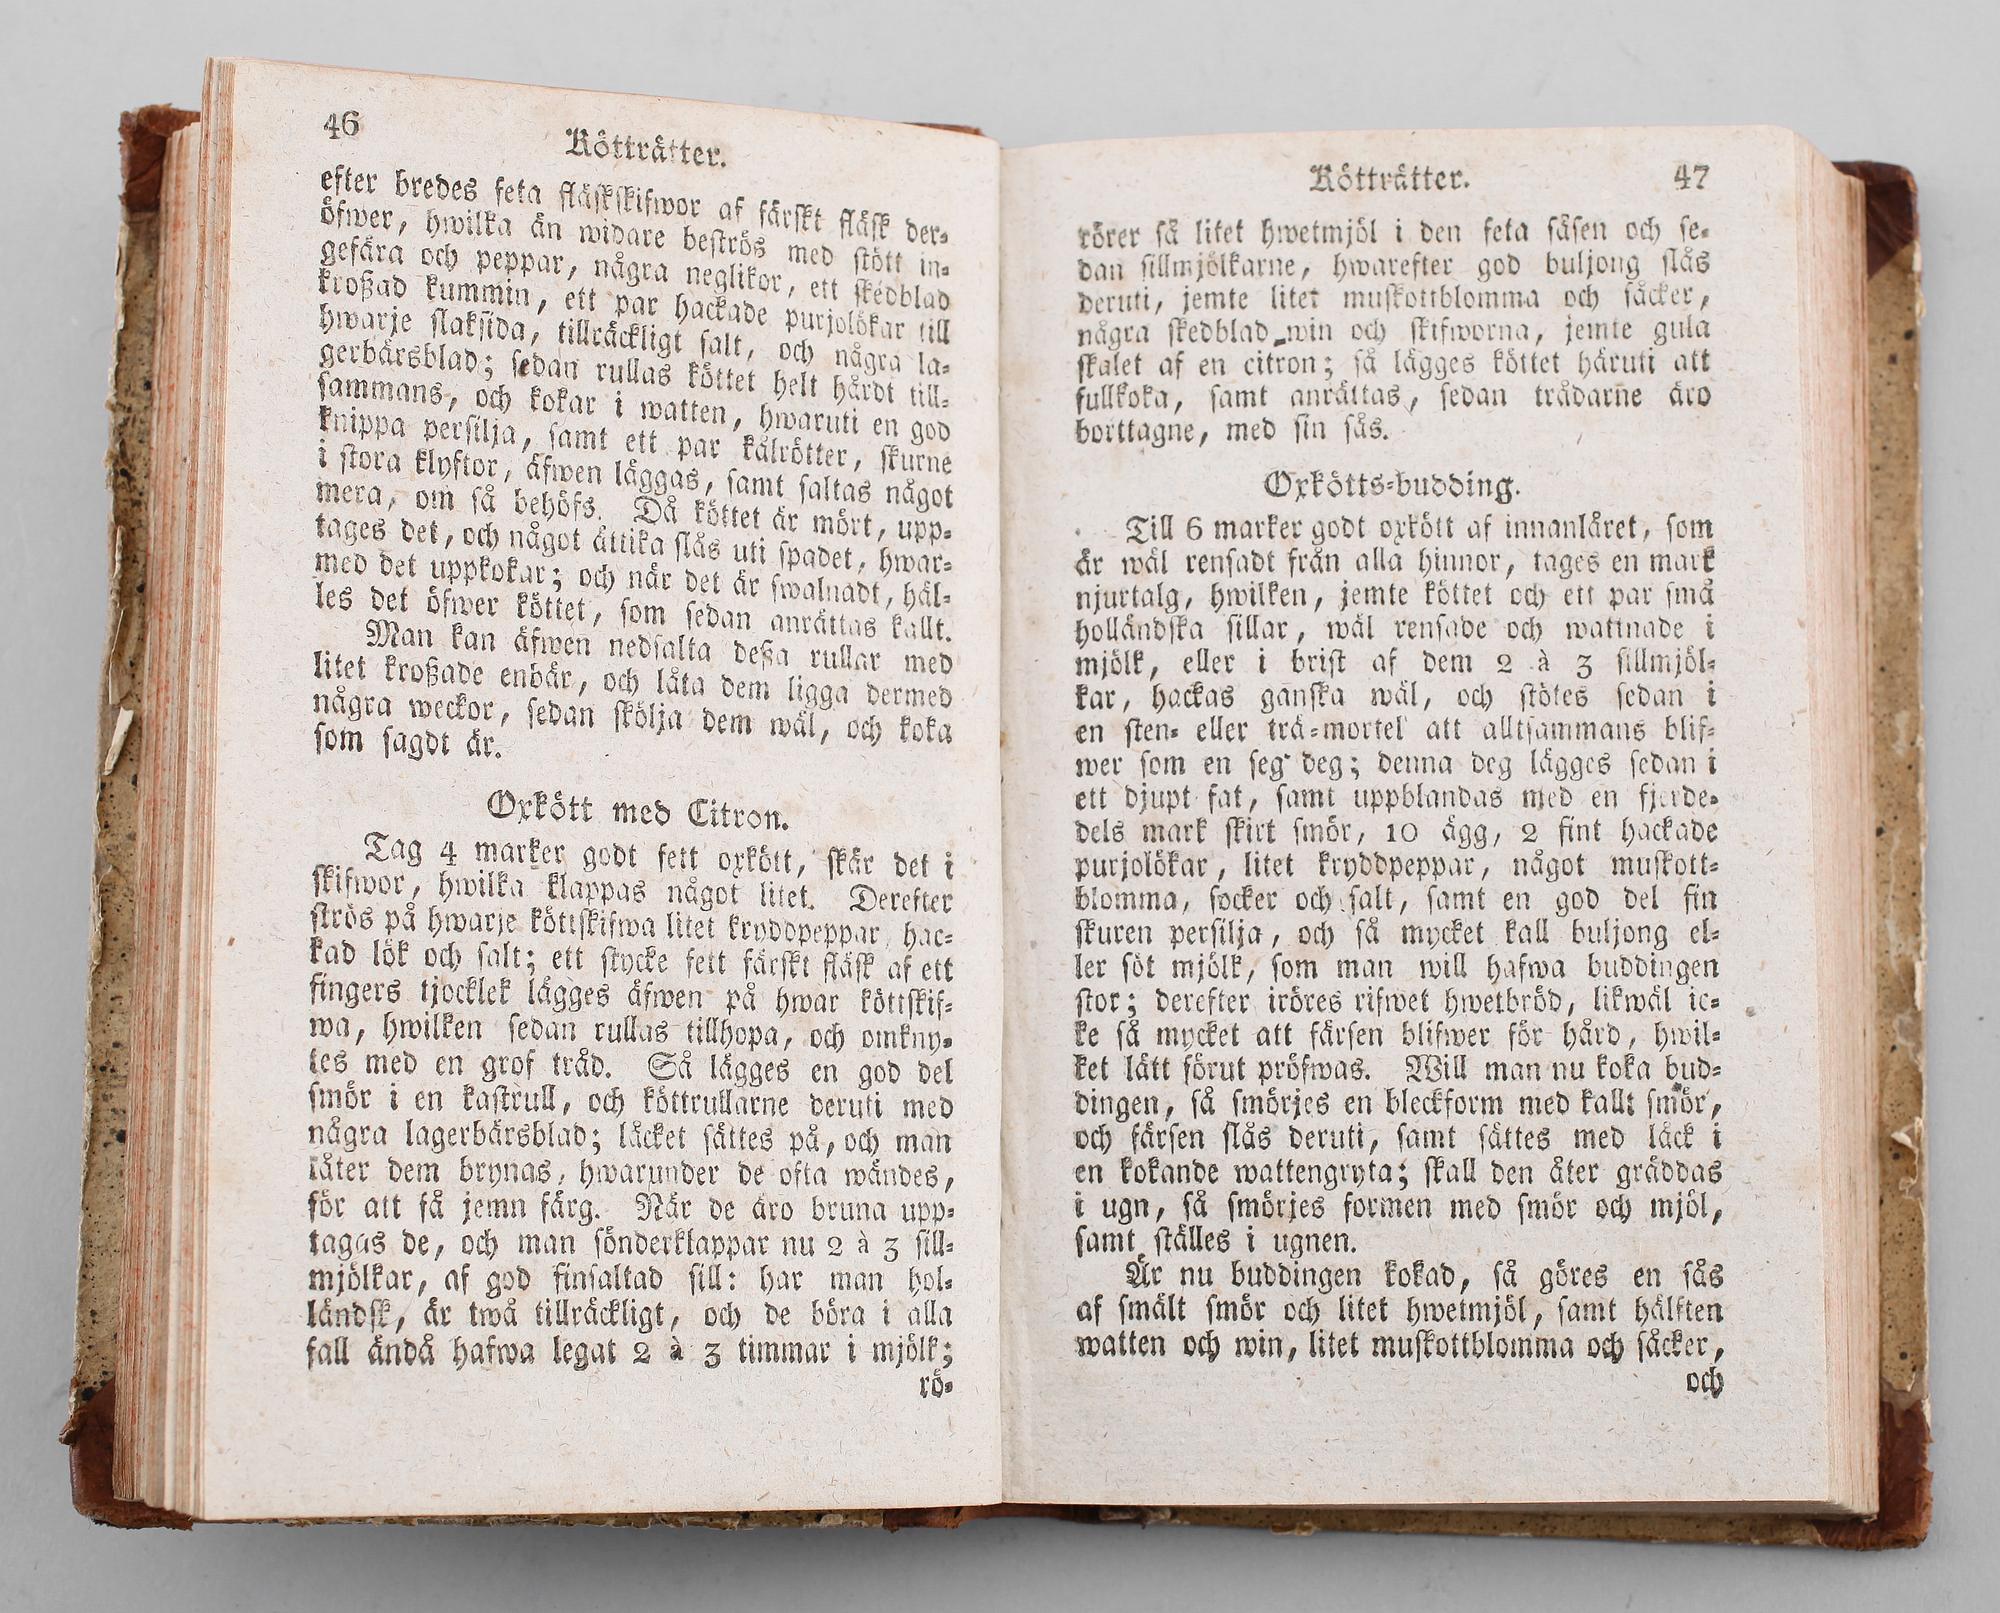 46
Kötträtter.
efter bredes feta fläskskifwor af färskt fläsk der-
öfwer, hwilka än widare beströs med stött in-
gefära och peppar, några neglikor, ett skedblad
kroßad kummin, ett par hackade purjolökar till
hwarje slaksida, tillräckligt salt, och några la-
gerbärsblad; sedan rullas köttet helt hårdt till-
sammans, och kokar i watten, hwaruti en god
knippa persilja, samt ett par kålrötter, skurne
i stora klyftor, äfwen läggas, samt saltas något
mera, om så behöfs. Då köttet är mört, upp-
tages det, och något ättika slås uti spadet, hwar-
med det uppkokar; och när det är swalnadt, häl-
les det öfwer köttet, som sedan anrättas kallt.
Man kan äfwen nedsalta deßa rullar med
litet kroßade enbär, och låta dem ligga dermed
några weckor, sedan skölja dem wäl, och koka
som sagdt är.
Oxkött med Citron.
Tag 4 marker godt fett oxkött, skär det i
skifwor, hwilka klappas något litet. Derefter
strös på hwarje köttskifwa litet kryddpeppar, hac-
kad lök och salt; ett stycke fett färskt fläsk af ett
fingers tjocklek lägges äfwen på hwar köttskif-
wa, hwilken sedan rullas tillhopa, och omkny-
tes med en grof tråd. Så lägges en god del
smör i en kastrull, och köttrullarne deruti med
några lagerbärsblad; låcket sättes på, och man
låter dem brynas, hwarunder de ofta wändes,
för att få jemn färg. När de äro bruna upp-
tagas de, och man sönderklappar nu 2 à 3 sill-
mjölkar, af god finsaltad sill: har man hol-
ländsk, är twå tillräckligt, och de böra i alla
fall ändå hafwa legat 2 à 3 timmar i mjölk;
rö-
Kötträtter. 47
rörer så litet hwetmjöl i den feta såsen och se-
dan sillmjölkarne, hwarefter god buljong slås
deruti, jemte litet muskottblomma och såcker,
några skedblad win och skifworna, jemte gula
skalet af en citron; så lägges köttet häruti att
fullkoka, samt anrättas, sedan trådarne äro
borttagne, med sin sås.
Oxkötts-budding.
Till 6 marker godt oxkött af innanlåret, som
är wäl rensadt från alla hinnor, tages en mark
njurtalg, hwilken, jemte köttet och ett par små
holländska sillar, wäl rensade och wattnade i
mjölk, eller i brist af dem 2 à 3 sillmjöl-
kar, hackas ganska wäl, och stötes sedan i
en sten- eller trä-mortel att alltsammans blif-
wer som en seg deg; denna deg lägges sedan i
ett djupt fat, samt uppblandas med en fjerde-
dels mark skirt smör, 10 ägg, 2 fint hackade
purjolökar, litet kryddpeppar, något muskott-
blomma, socker och salt, samt en god del fin
skuren persilja, och så mycket kall buljong el-
ler söt mjölk, som man will hafwa buddingen
stor; derefter iröres rifwet hwetbröd, likwäl ic-
ke så mycket att färsen blifwer för hård, hwil-
ket lätt förut pröfwas. Will man nu koka bud-
dingen, så smörjes en bleckform med kallt smör,
och färsen slås deruti, samt sättes med låck i
en kokande wattengryta; skall den åter gräddas
i ugn, så smörjes formen med smör och mjöl,
samt ställes i ugnen.
Är nu buddingen kokad, så göres en sås
af smält smör och litet hwetmjöl, samt hälften
watten och win, litet muskottblomma och såcker,
och